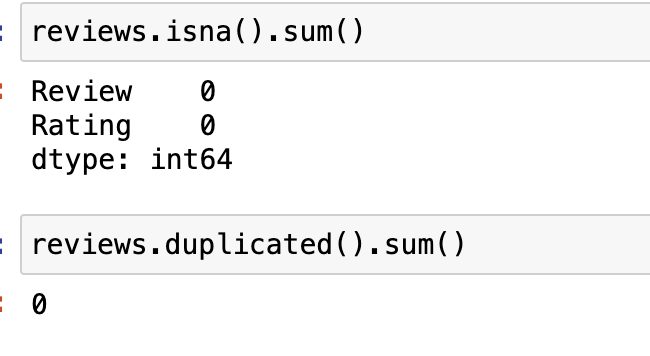 reviews.isna().sum()
Review    0
Rating    0
dtype: int64
reviews.duplicated().sum()
0